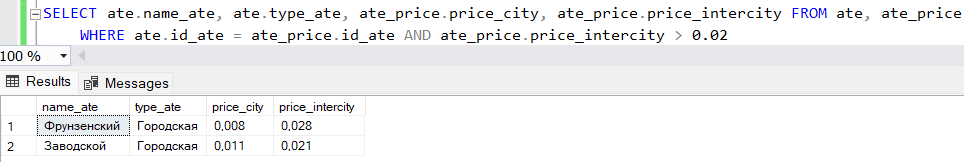 SELECT ate.name_ate, ate.type_ate, ate_price.price_city, ate_price.price_intercity FROM ate, ate_price
WHERE ate.id_ate = ate_price.id_ate AND ate_price.price_intercity > 0.02
100 %
Results Messages
name_ate type_ate price_city price_intercity
1 Фрунзенский Городская 0,008 0,028
2 Заводской Городская 0,011 0,021